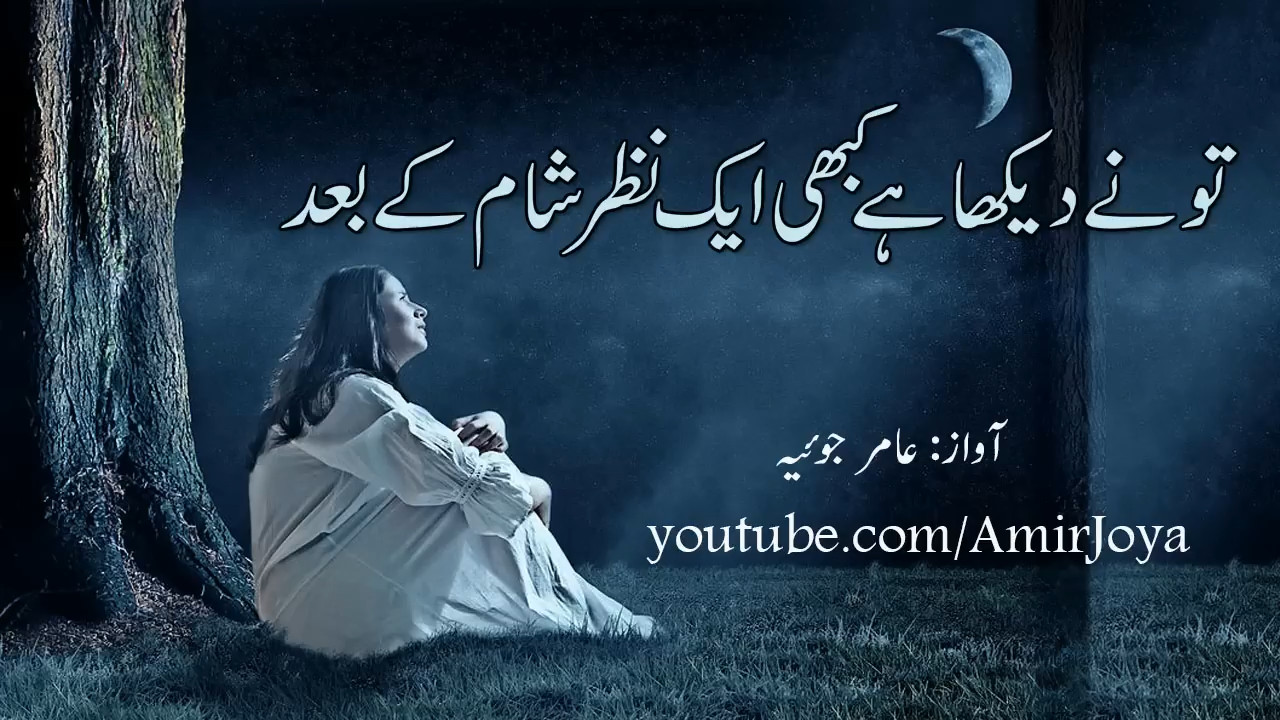 تو نے دیکھا ہے کبھی ایک نظر شام کے بعد
آواز: عامر جوئیہ
youtube.com/AmirJoya